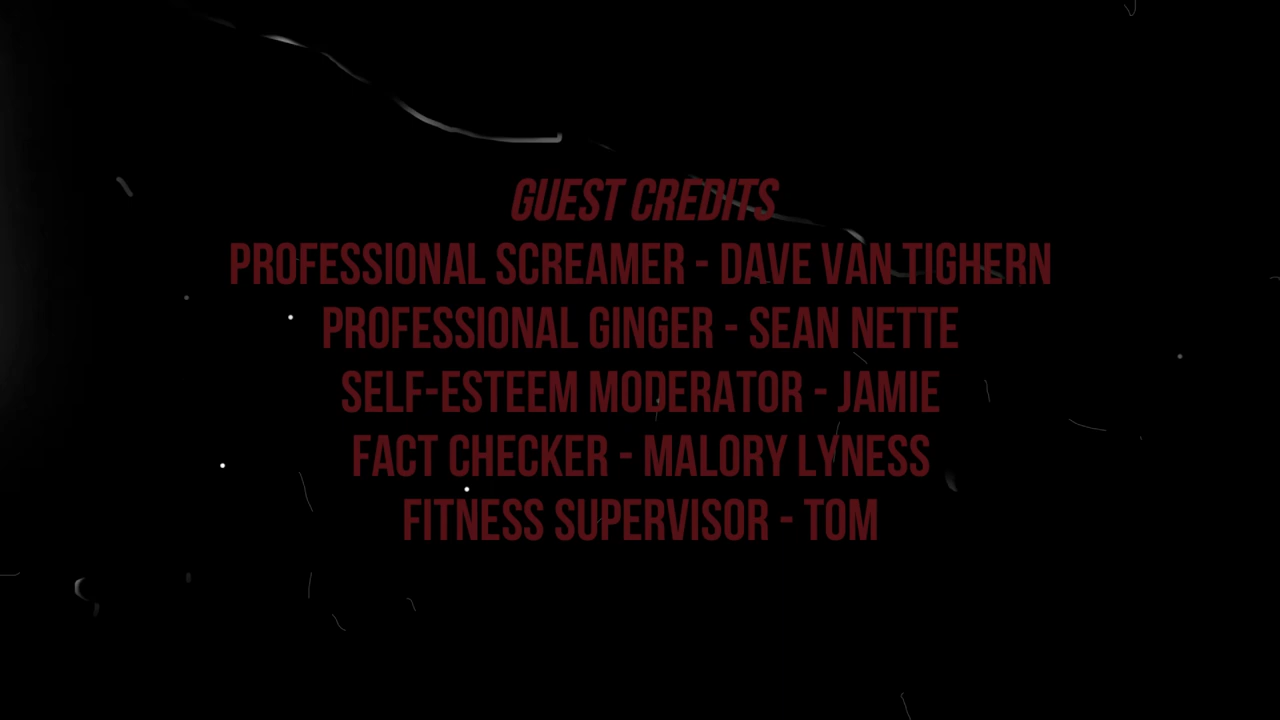 GUEST CREDITS
PROFESSIONAL SCREAMER - DAVE VAN TIGHERN
PROFESSIONAL GINGER - SEAN NETTE
SELF-ESTEEM MODERATOR - JAMIE
FACT CHECKER - MALORY LYNESS
FITNESS SUPERVISOR - TOM